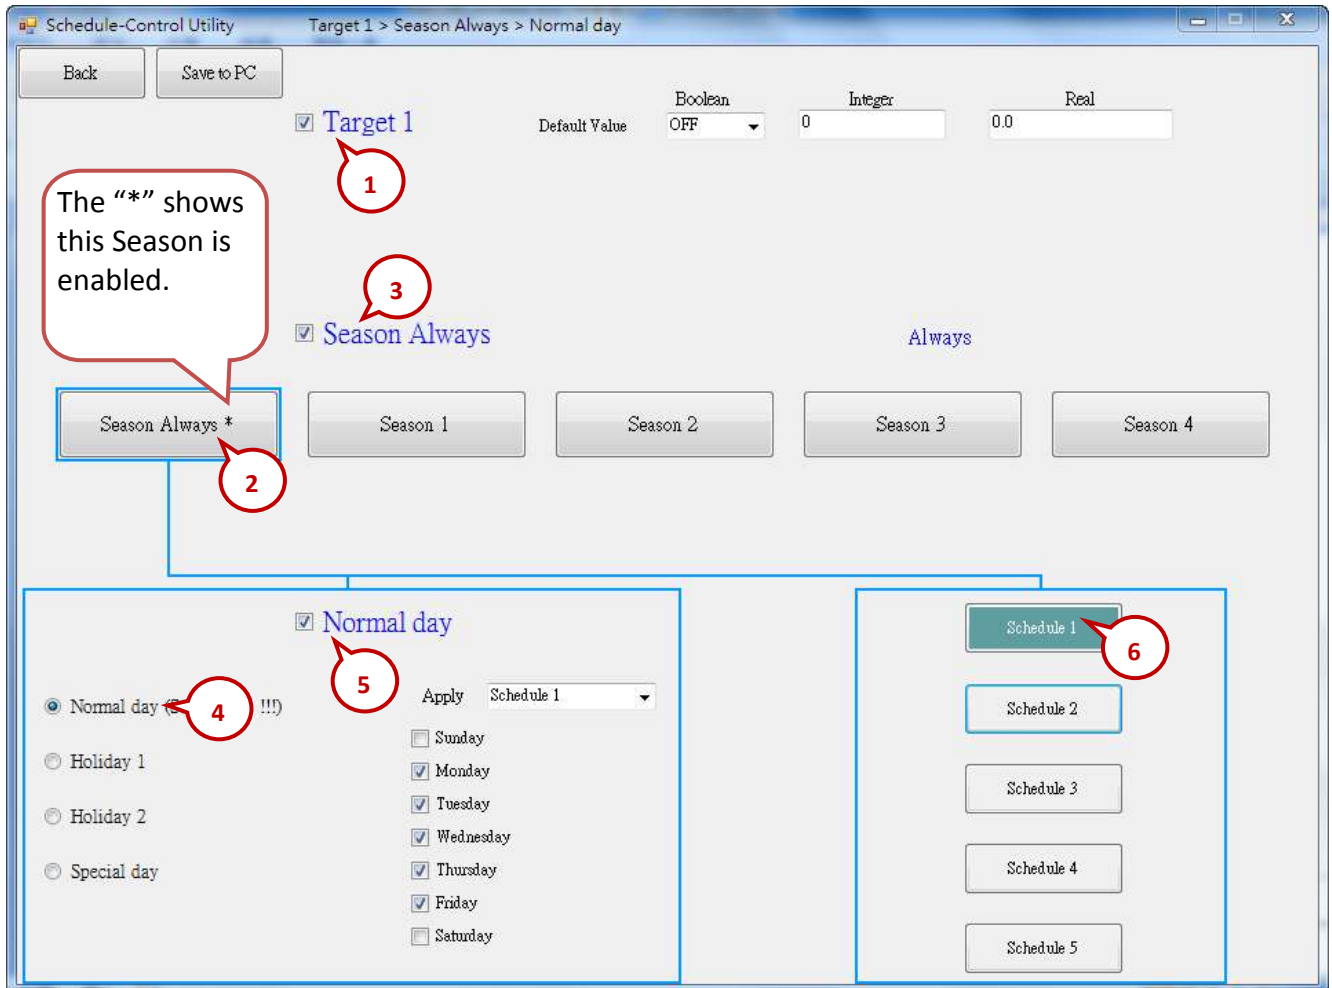 Schedule-Control Utility Target 1 > Season Always > Normal day
Back Save to PC
Boolean Integer Real
Target 1 Default Value OFF 0 0.0
1
The “*” shows
this Season is
enabled.
3
Season Always Always
Season Always * Season 1 Season 2 Season 3 Season 4
2
Normal day Schedule 1
6
5
Apply Schedule 1
Normal day ( 4 !!!) Schedule 2
Sunday
Holiday 1 Monday
Schedule 3
Tuesday
Holiday 2
Wednesday
Special day Thursday Schedule 4
Friday
Saturday
Schedule 5